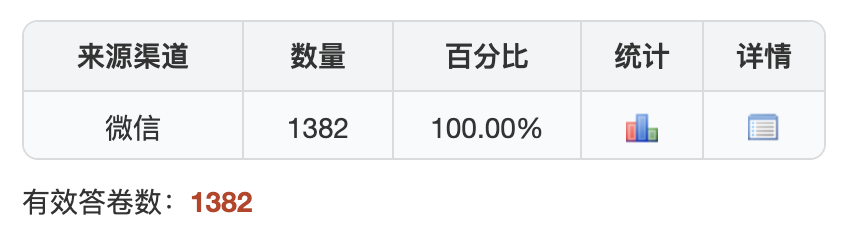 来源渠道 数量 百分比 统计 详情
微信 1382 100.00%
有效答卷数：1382